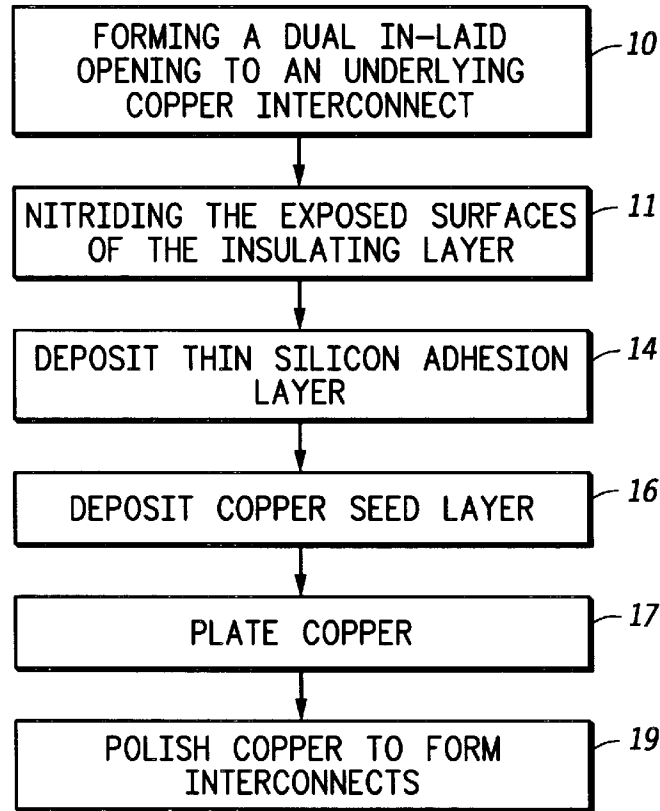 FORMING A DUAL IN-LAID
OPENING TO AN UNDERLYING
COPPER INTERCONNECT
10
NITRIDING THE EXPOSED SURFACES
OF THE INSULATING LAYER
11
DEPOSIT THIN SILICON ADHESION
LAYER
14
DEPOSIT COPPER SEED LAYER
16
PLATE COPPER
17
POLISH COPPER TO FORM
INTERCONNECTS
19